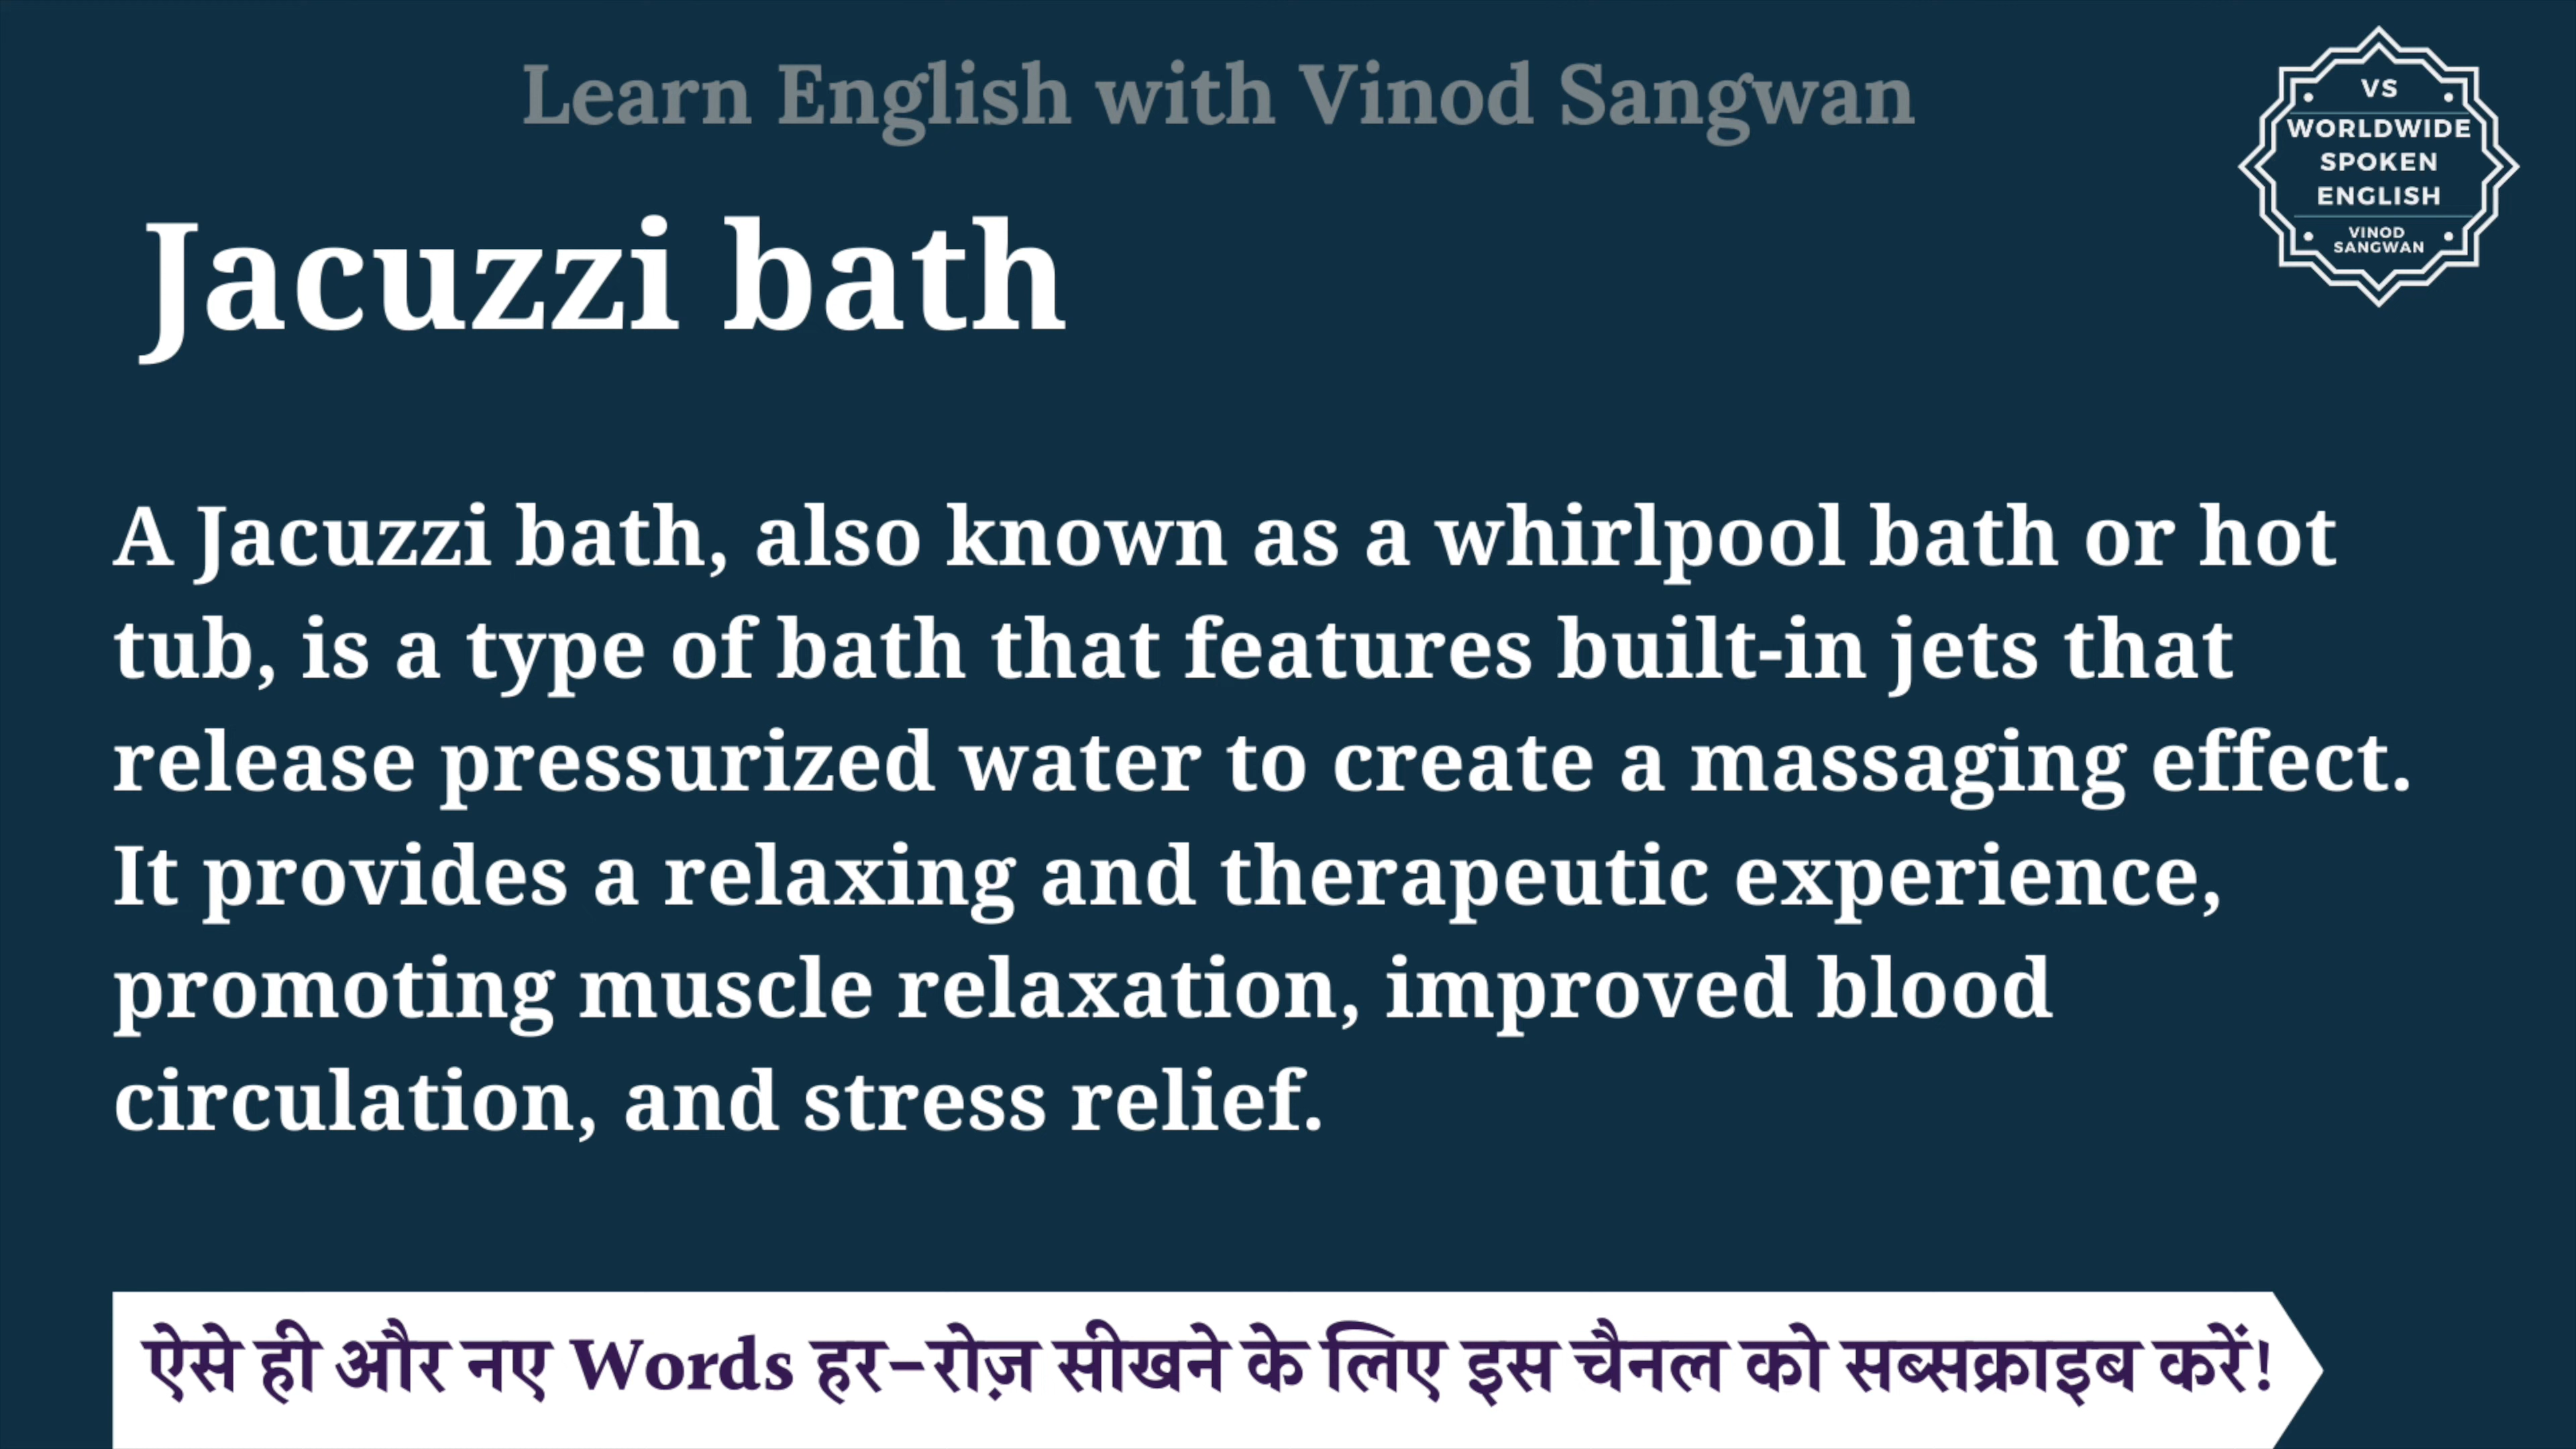 Learn English with Vinod Sangwan
VS
WORLDWIDE
SPOKEN
ENGLISH
VINOD
SANGWAN
Jacuzzi bath
A Jacuzzi bath, also known as a whirlpool bath or hot
tub, is a type of bath that features built-in jets that
release pressurized water to create a massaging effect.
It provides a relaxing and therapeutic experience,
promoting muscle relaxation, improved blood
circulation, and stress relief.
ऐसे ही और नए Words हर-रोज़ सीखने के लिए इस चैनल को सब्सक्राइब करें!